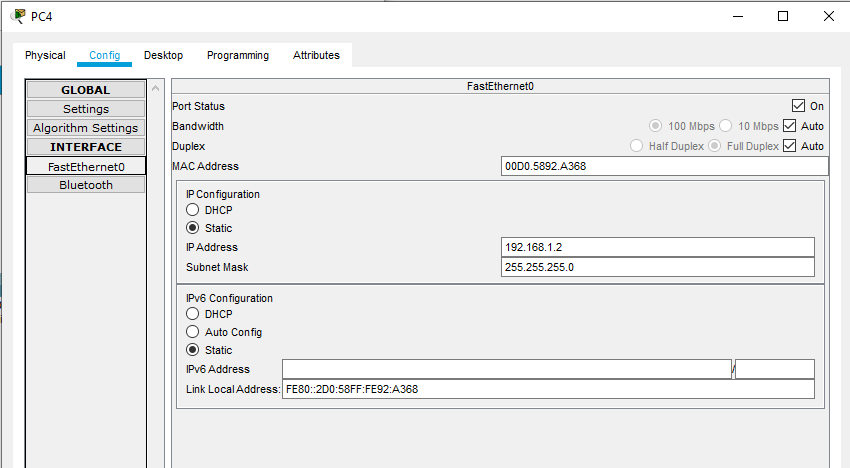 PC4
Physical Config Desktop Programming Attributes
GLOBAL
Settings
Algorithm Settings
INTERFACE
FastEthernet0
Bluetooth
FastEthernet0
Port Status On
Bandwidth 100 Mbps 10 Mbps Auto
Duplex Half Duplex Full Duplex Auto
MAC Address 00D0.5892.A368
IP Configuration
DHCP
Static
IP Address 192.168.1.2
Subnet Mask 255.255.255.0
IPv6 Configuration
DHCP
Auto Config
Static
IPv6 Address /
Link Local Address: FE80::2D0:58FF:FE92:A368